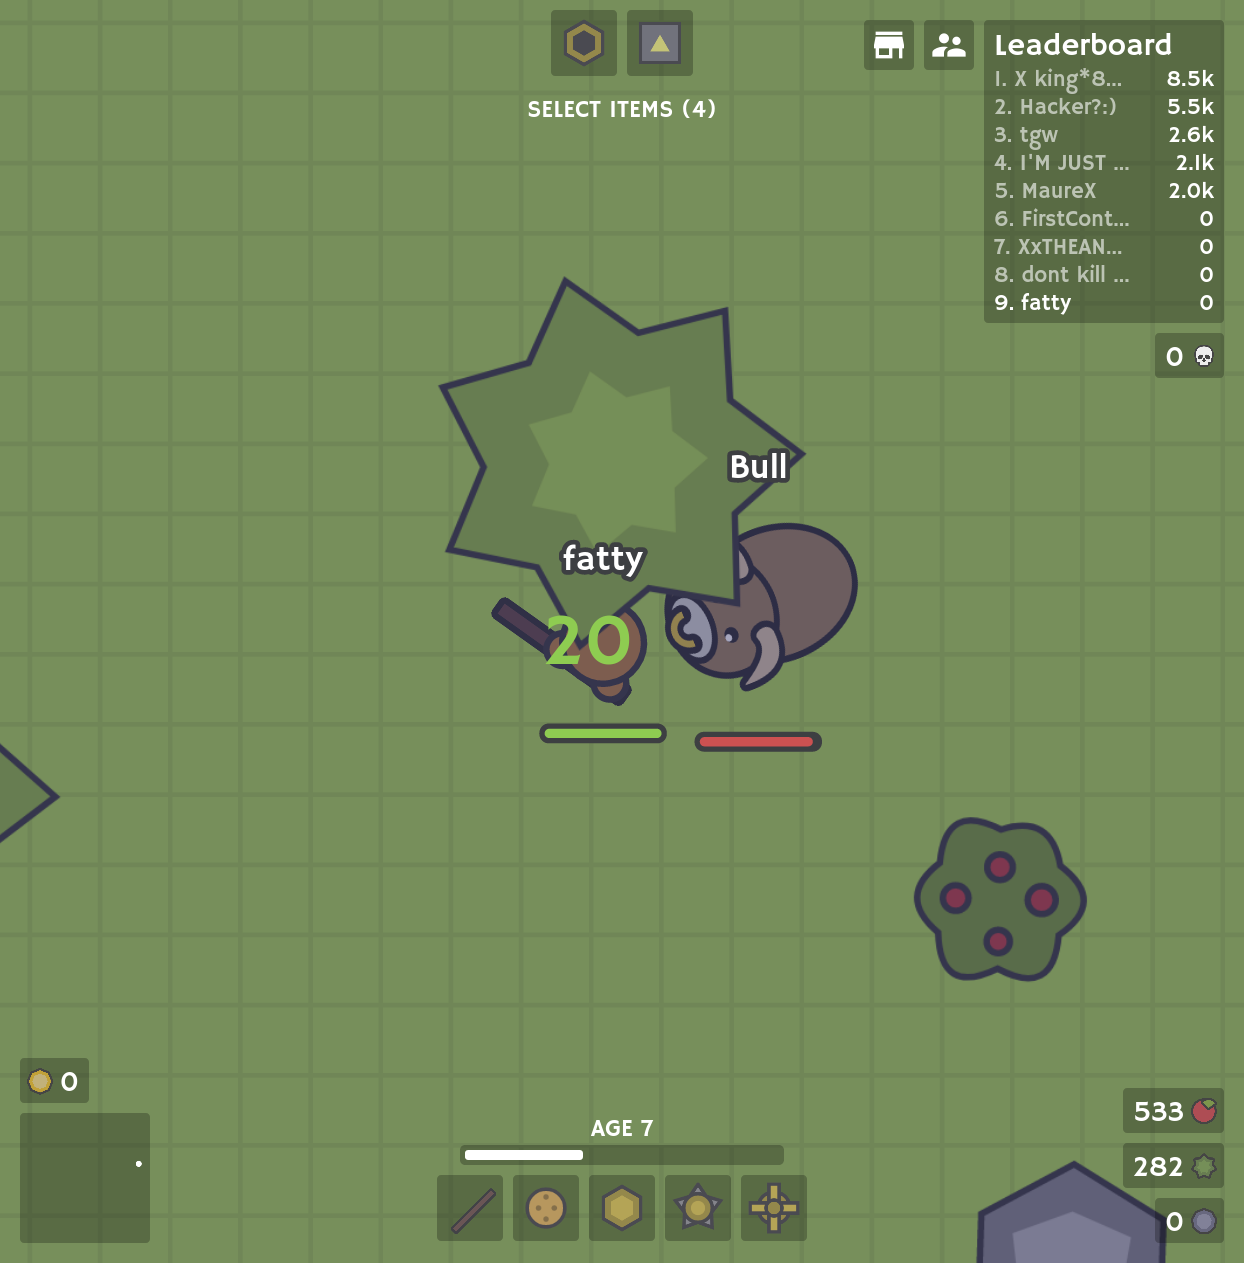 SELECT ITEMS (4)
Leaderboard
1. X king*8... 8.5k
2. Hacker?:) 5.5k
3. tgw 2.6k
4. I'M JUST ... 2.1k
5. MaureX 2.0k
6. FirstCont... 0
7. XxTHEAN... 0
8. dont kill ... 0
9. fatty 0
0
Bull
fatty
20
0
533
AGE 7
282
0